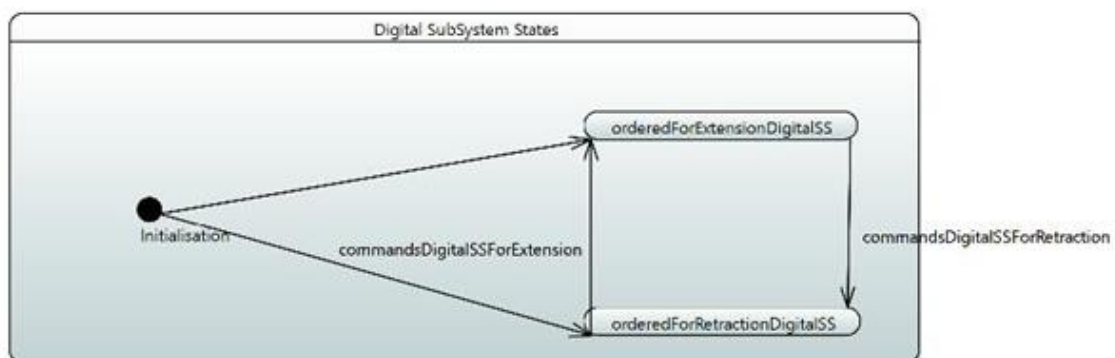 Digital SubSystem States
orderedForExtensionDigitalSS
Initialisation
commandsDigitalSSForExtension
commandsDigitalSSForRetraction
orderedForRetractionDigitalSS